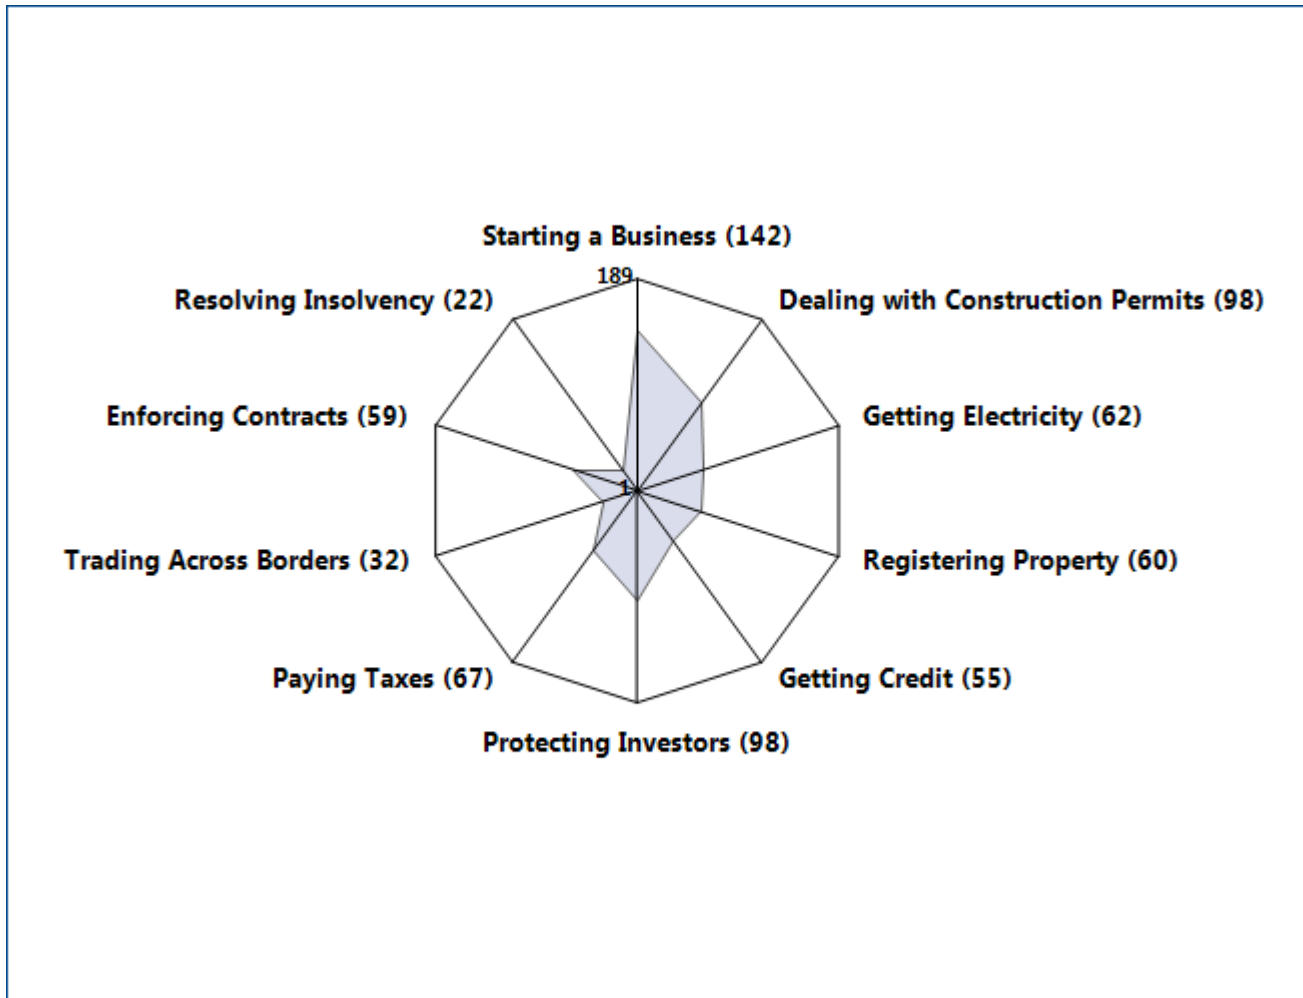 Starting a Business (142)
189
Resolving Insolvency (22)
Dealing with Construction Permits (98)
Enforcing Contracts (59)
Getting Electricity (62)
1
Trading Across Borders (32)
Registering Property (60)
Paying Taxes (67)
Getting Credit (55)
Protecting Investors (98)